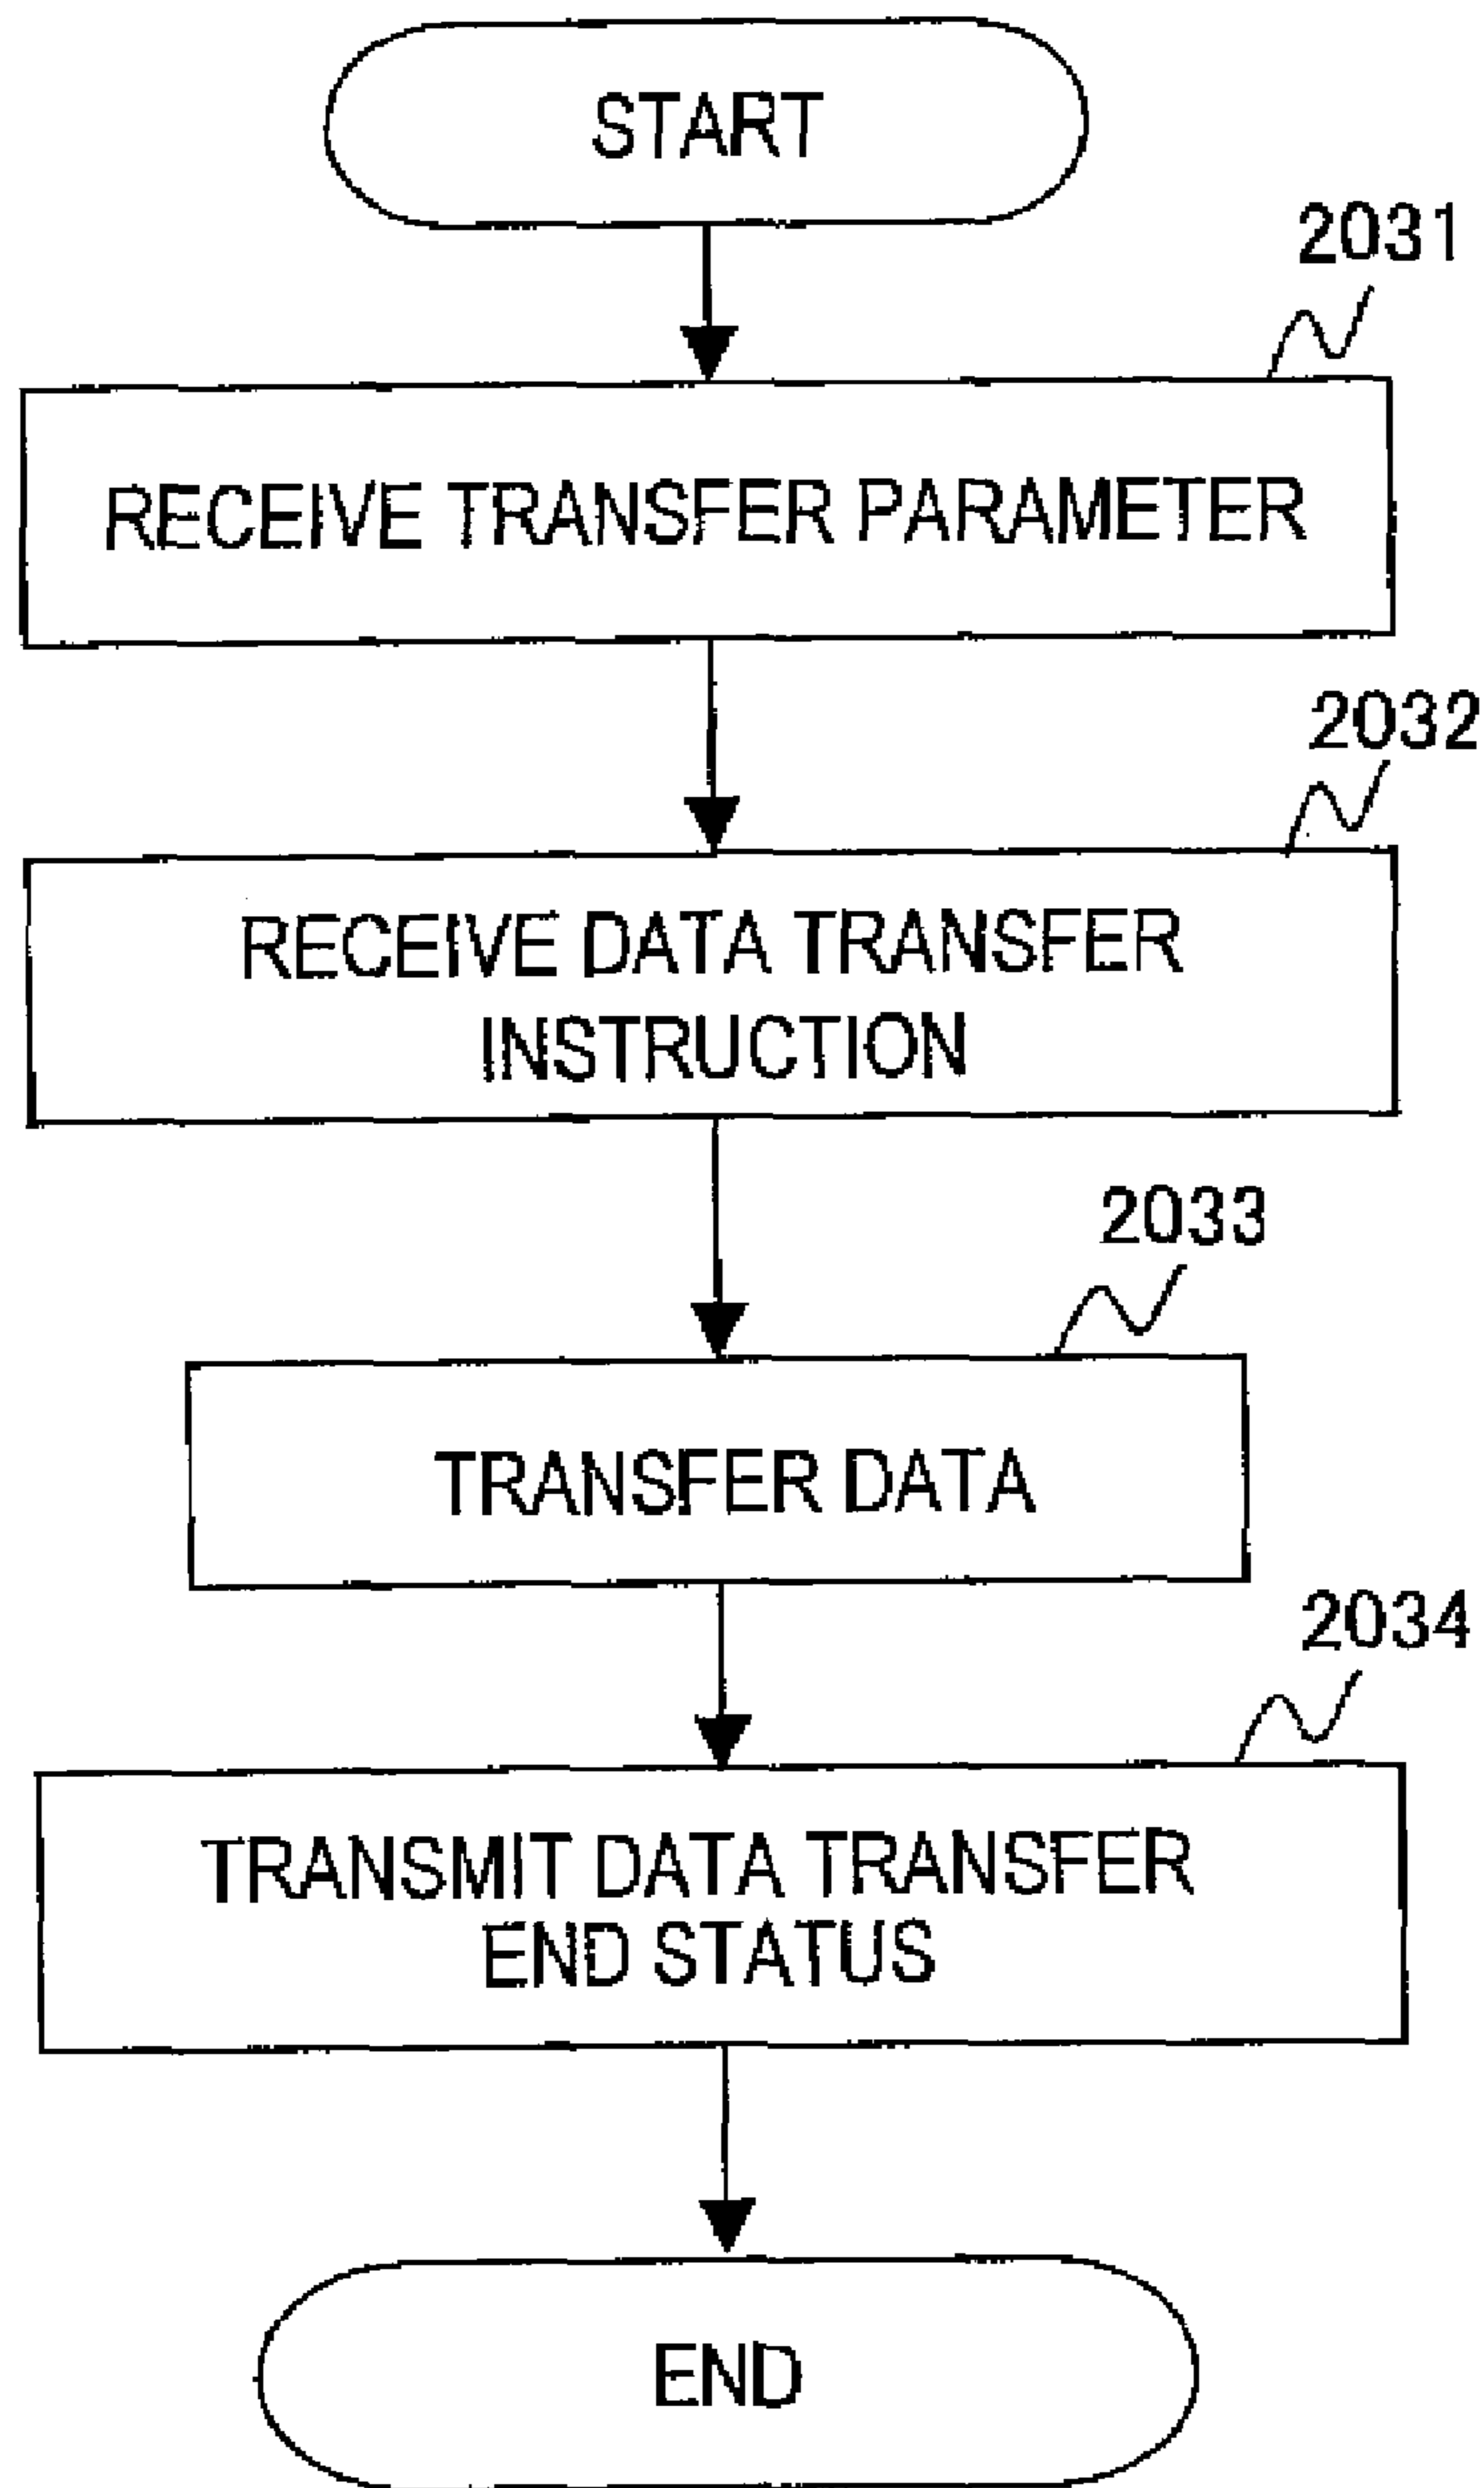 START
2031
RECEIVE TRANSFER PARAMETER
2032
RECEIVE DATA TRANSFER
INSTRUCTION
2033
TRANSFER DATA
2034
TRANSMIT DATA TRANSFER
END STATUS
END